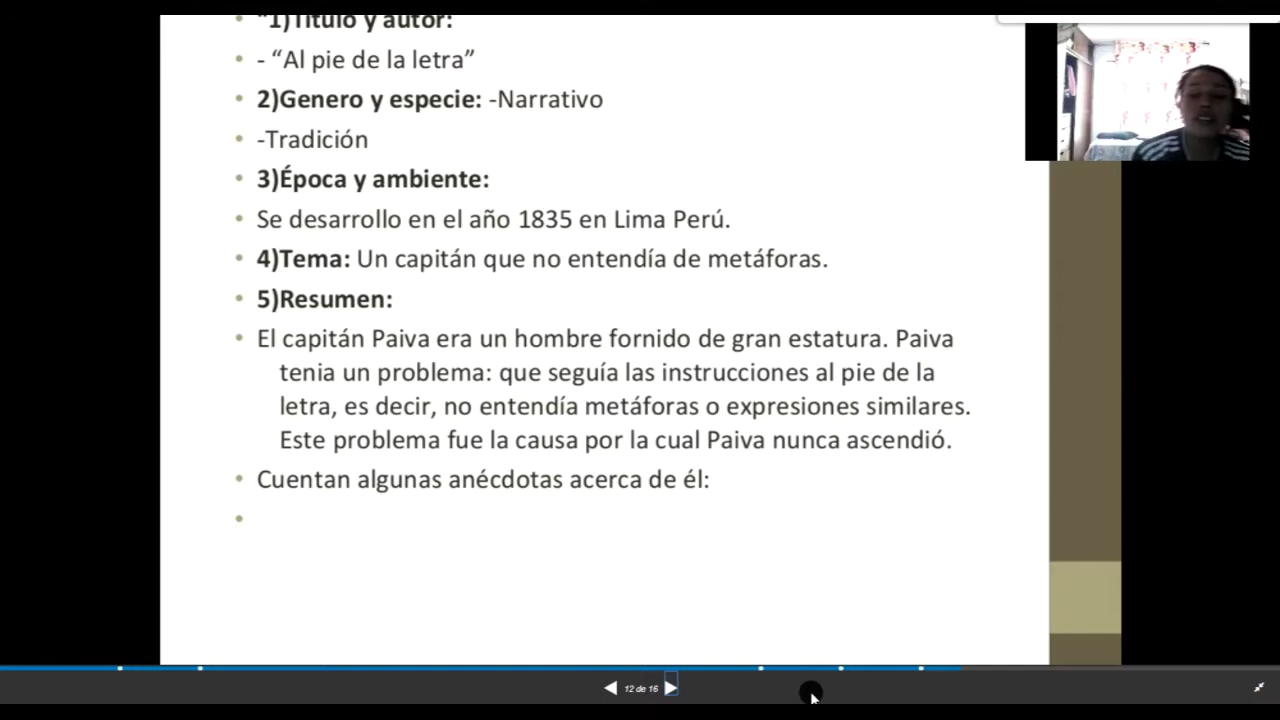 "1)Título y autor:
- “Al pie de la letra”
2)Genero y especie: -Narrativo
-Tradición
3)Época y ambiente:
Se desarrollo en el año 1835 en Lima Perú.
4)Tema: Un capitán que no entendía de metáforas.
5)Resumen:
El capitán Paiva era un hombre fornido de gran estatura. Paiva
tenia un problema: que seguía las instrucciones al pie de la
letra, es decir, no entendía metáforas o expresiones similares.
Este problema fue la causa por la cual Paiva nunca ascendió.
Cuentan algunas anécdotas acerca de él:
12 de 16